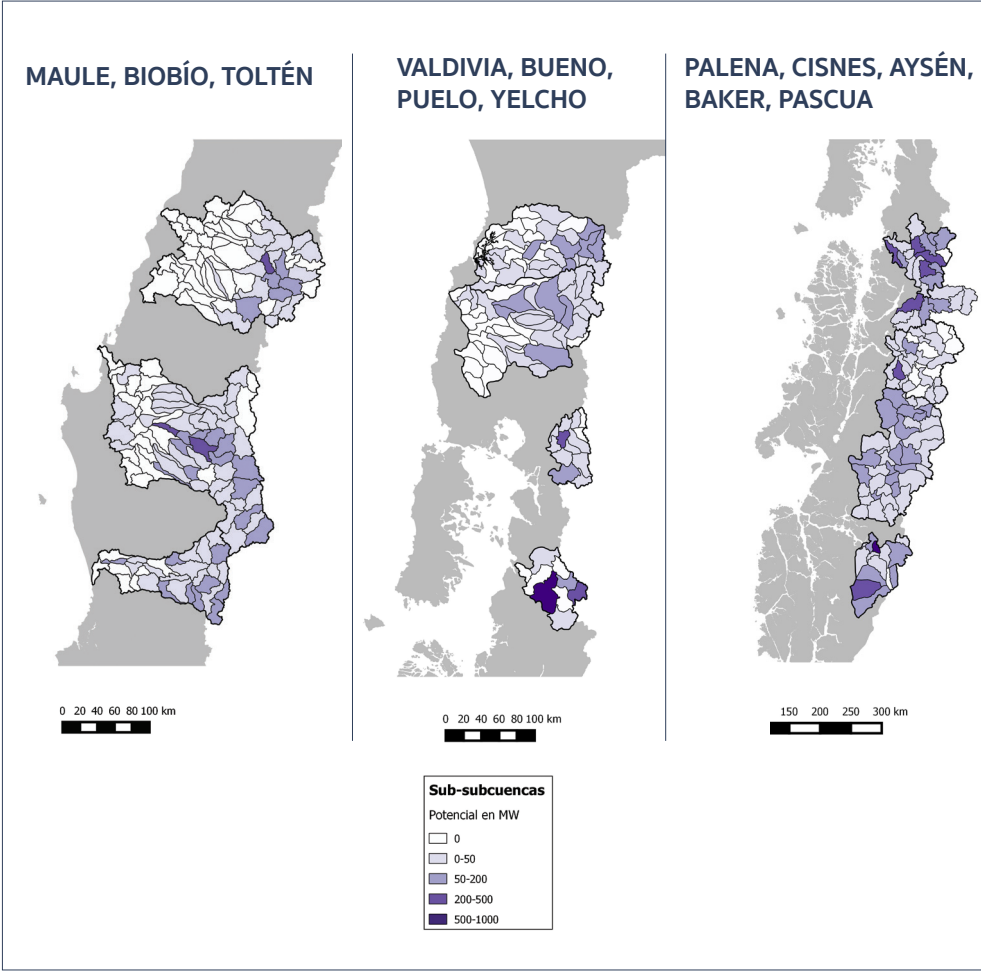 MAULE, BIOBÍO, TOLTÉN
VALDIVIA, BUENO,
PUELO, YELCHO
PALENA, CISNES, AYSÉN,
BAKER, PASCUA
0 20 40 60 80 100 km
0 20 40 60 80 100 km
150 200 250 300 km
Sub-subcuencas
Potencial en MW
0
0-50
50-200
200-500
500-1000